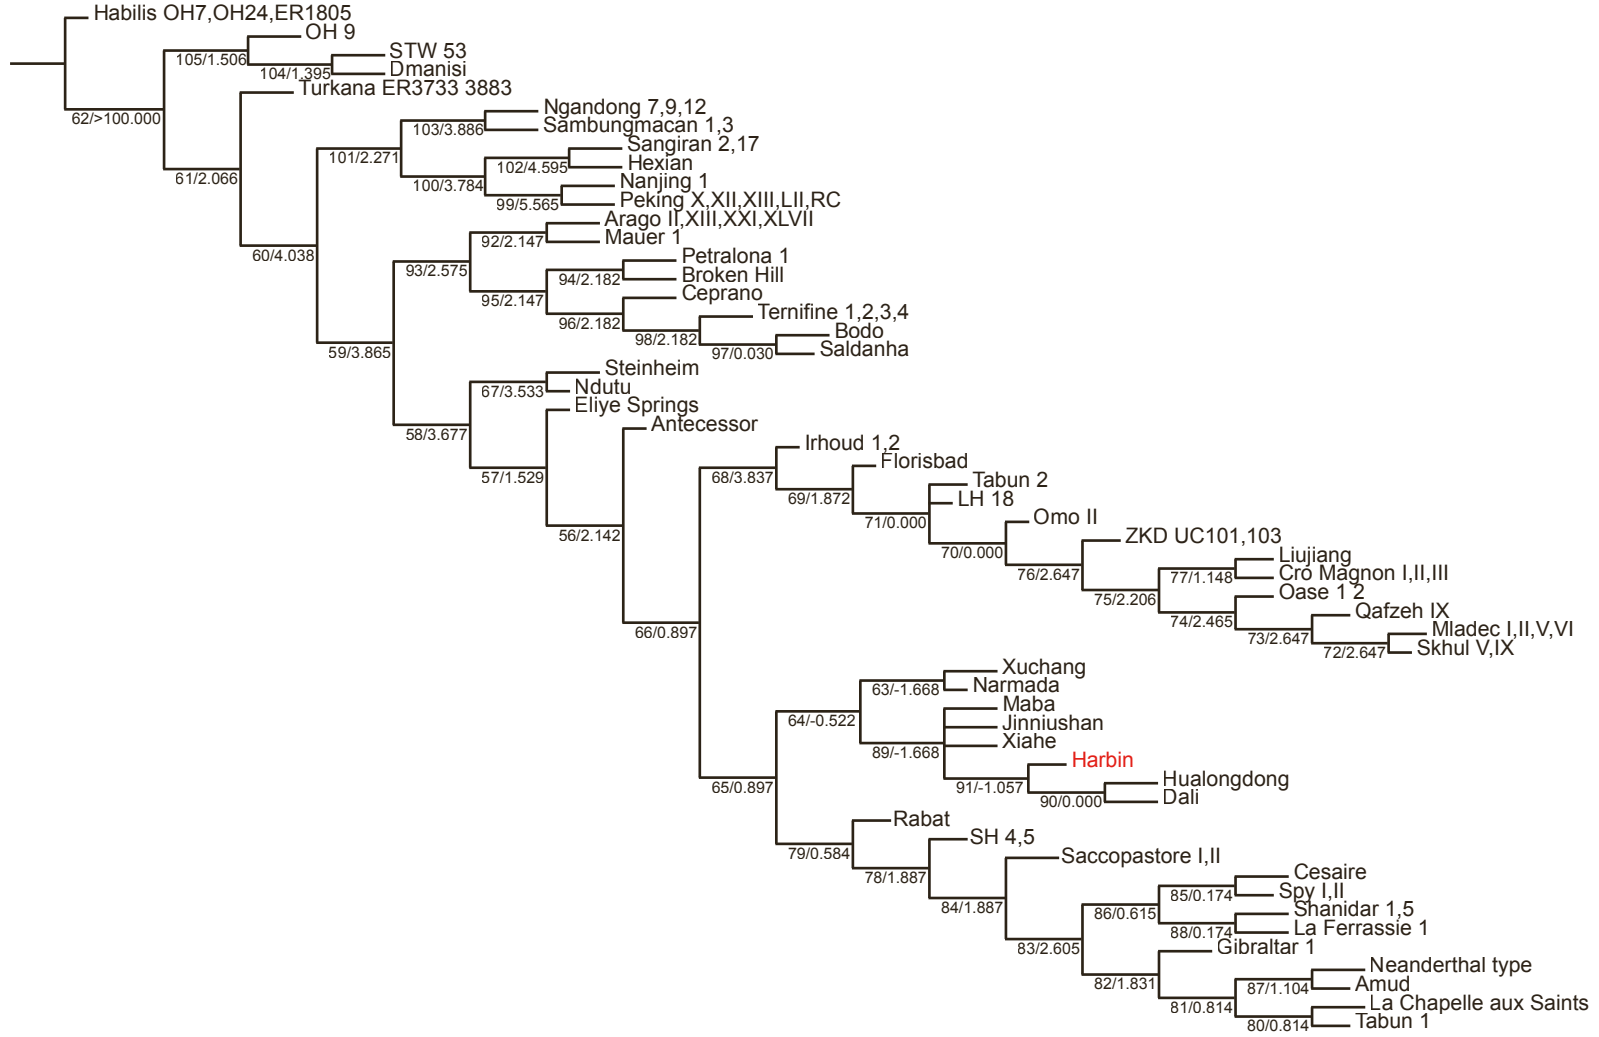 Habilis OH7,OH24,ER1805
OH 9
105/1.506
STW 53
104/1.395
Dmanisi
Turkana ER3733 3883
62/>100.000
Ngandong 7,9,12
103/3.886
Sambungmacan 1,3
101/2.271
Sangiran 2,17
102/4.595
Hexian
61/2.066
100/3.784
Nanjing 1
99/5.565
Peking X,XII,XIII,LII,RC
Arago II,XIII,XXI,XLVII
92/2.147
Mauer 1
60/4.038
93/2.575
Petralona 1
94/2.182
Broken Hill
95/2.147
Ceprano
96/2.182
Ternifine 1,2,3,4
98/2.182
Bodo
59/3.865
97/0.030
Saldanha
Steinheim
67/3.533
Ndutu
Eliye Springs
58/3.677
Antecessor
Irhoud 1,2
Florisbad
57/1.529
68/3.837
Tabun 2
69/1.872
LH 18
71/0.000
Omo II
56/2.142
70/0.000
ZKD UC101,103
Liujiang
76/2.647
77/1.148
Cro Magnon I,II,III
75/2.206
Oase 1 2
74/2.465
Qafzeh IX
66/0.897
73/2.647
Mladec I,II,V,VI
72/2.647
Skhul V,IX
Xuchang
63/-1.668
Narmada
Maba
64/-0.522
Jinniushan
Xiahe
89/-1.668
Harbin
65/0.897
91/-1.057
Hualongdong
90/0.000
Dali
Rabat
SH 4,5
79/0.584
Saccopastore I,II
78/1.887
Cesaire
85/0.174
Spy I,II
84/1.887
86/0.615
Shanidar 1,5
88/0.174
La Ferrassie 1
83/2.605
Gibraltar 1
Neanderthal type
82/1.831
87/1.104
Amud
81/0.814
La Chapelle aux Saints
80/0.814
Tabun 1